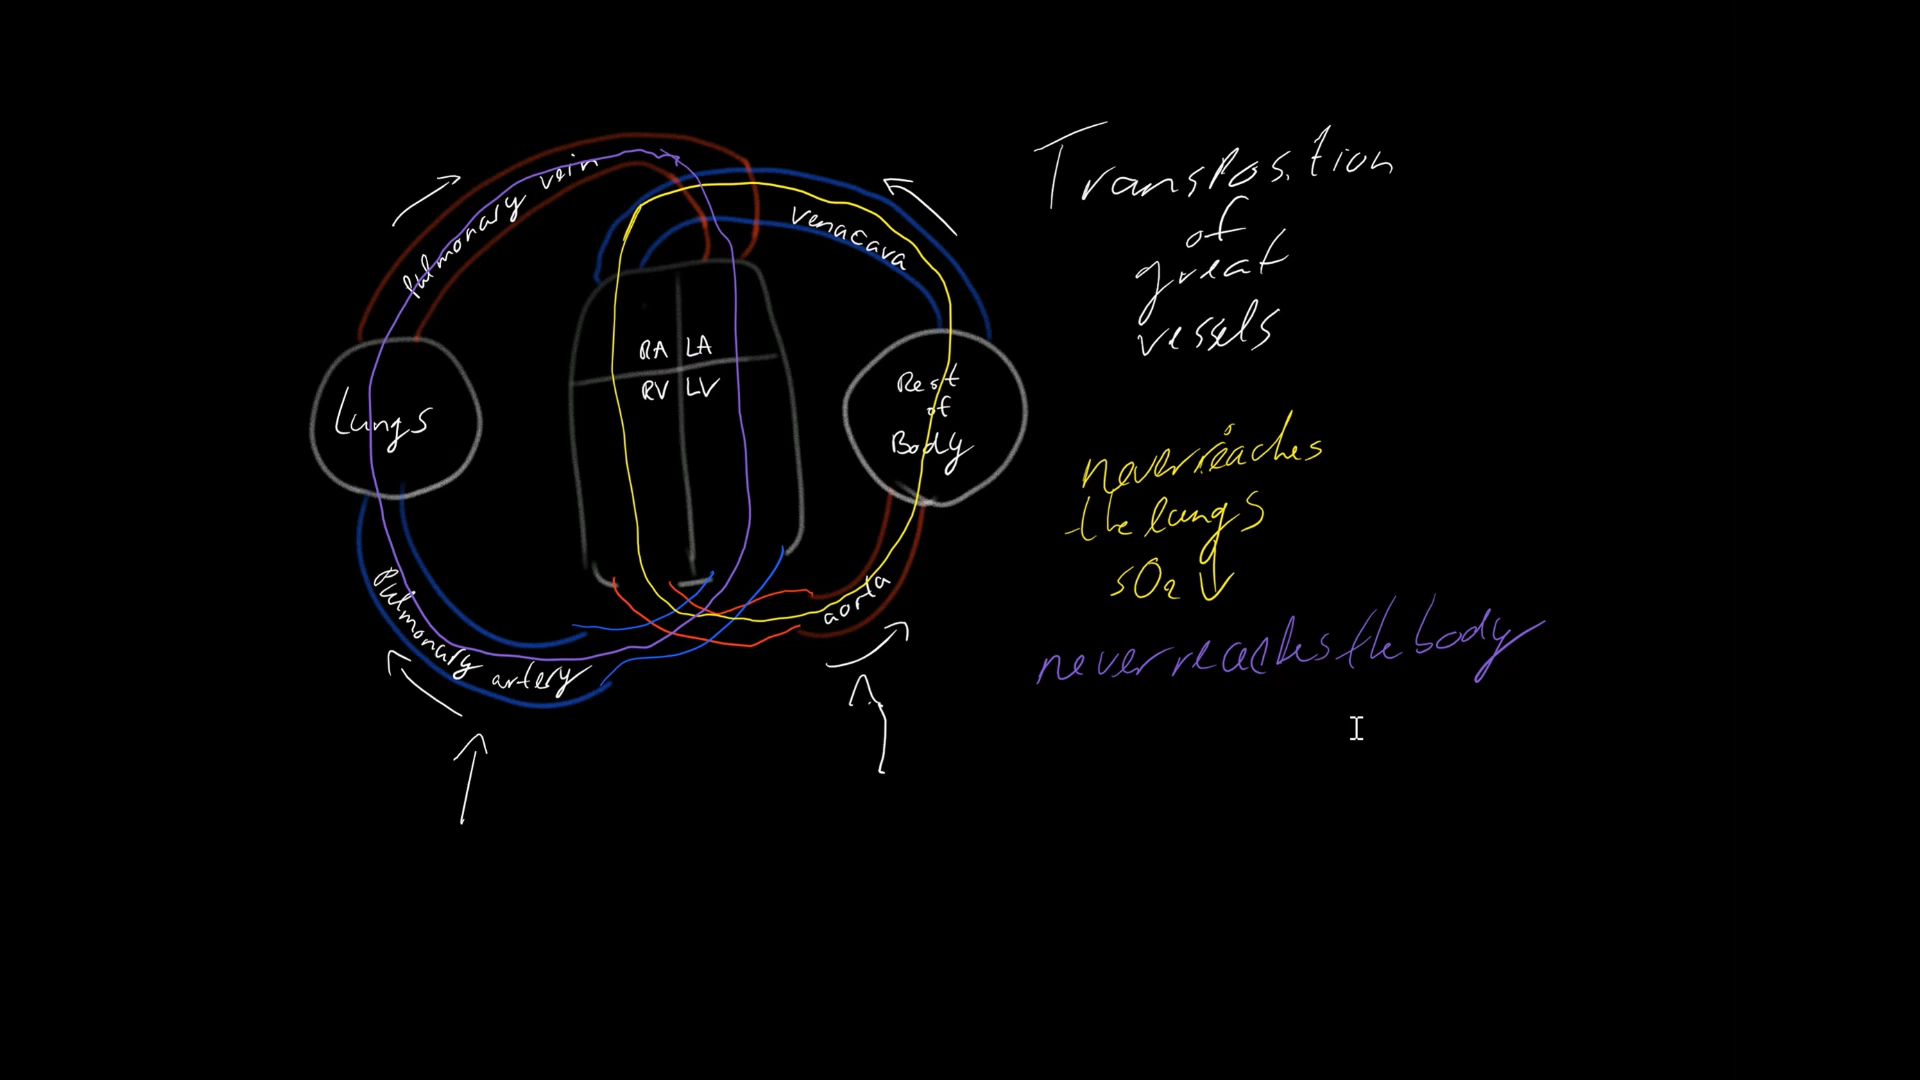 Transposition
of
great
vessels
pulmonary vein
venacava
RA LA
RV LV
Lungs
Rest
of
Body
never reaches
the lungs
sO2 ↓
never reaches the body
aorta
Pulmonary artery